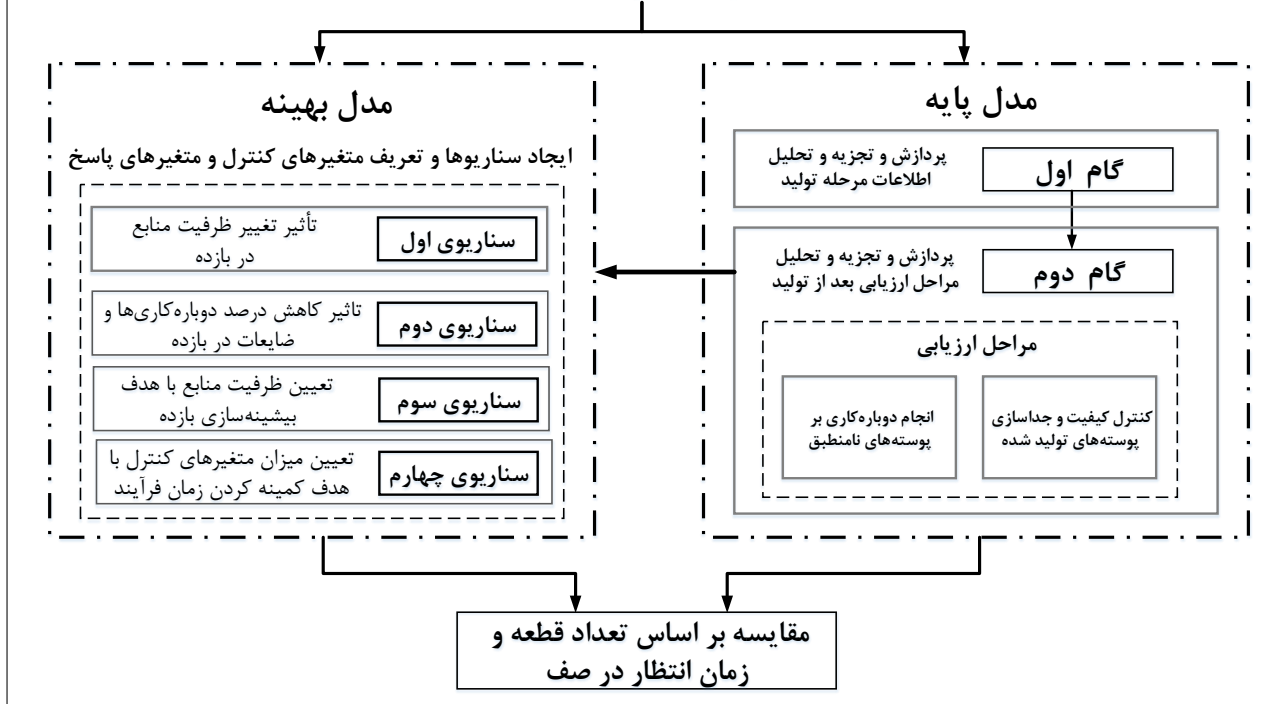 مدل پایه
گام اول
پردازش و تجزیه و تحلیل
اطلاعات مرحله تولید
گام دوم
پردازش و تجزیه و تحلیل
مراحل ارزیابی بعد از تولید
مراحل ارزیابی
کنترل کیفیت و جداسازی
پوسته‌های تولید شده
انجام دوباره‌کاری بر
پوسته‌های نامنطبق
مدل بهینه
ایجاد سناریوها و تعریف متغیرهای کنترل و متغیرهای پاسخ
سناریوی اول
تأثیر تغییر ظرفیت منابع
در بازده
سناریوی دوم
تاثیر کاهش درصد دوباره‌کاری‌ها و
ضایعات در بازده
سناریوی سوم
تعیین ظرفیت منابع با هدف
بیشینه‌سازی بازده
سناریوی چهارم
تعیین میزان متغیرهای کنترل با
هدف کمینه کردن زمان فرآیند
مقایسه بر اساس تعداد قطعه و
زمان انتظار در صف